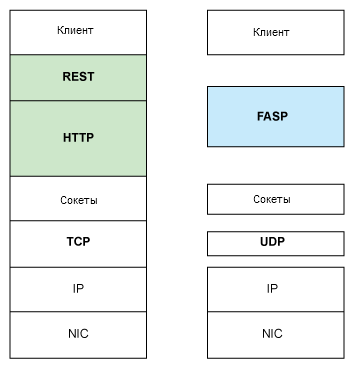 Клиент
REST
HTTP
Сокеты
TCP
IP
NIC
Клиент
FASP
Сокеты
UDP
IP
NIC